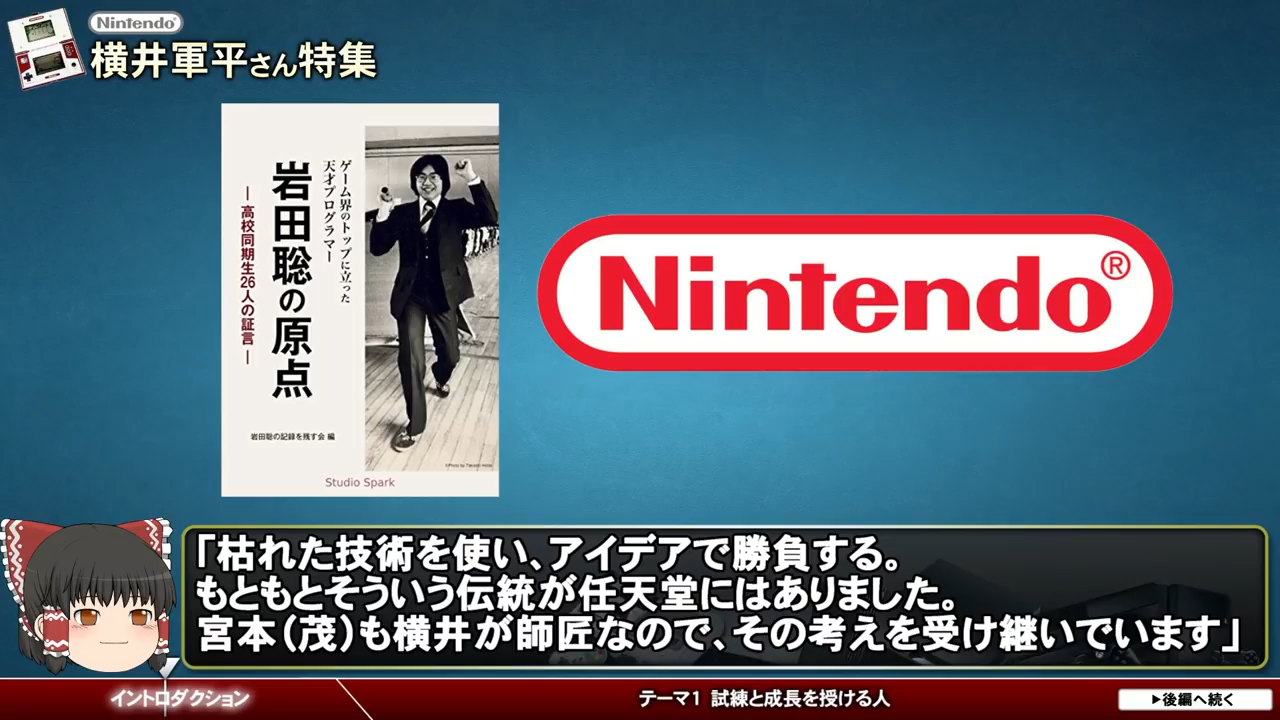 Nintendo®
横井軍平さん特集
ゲーム界のトップに立った
天才プログラマー
岩田聡の原点
― 高校同期生26人の証言 ―
岩田聡の記録を残す会 編
Studio Spark
Nintendo®
「枯れた技術を使い、アイデアで勝負する。
もともとそういう伝統が任天堂にはありました。
宮本(茂)も横井が師匠なので、その考えを受け継いでいます」
イントロダクション
テーマ1 試練と成長を授ける人
▶後編へ続く